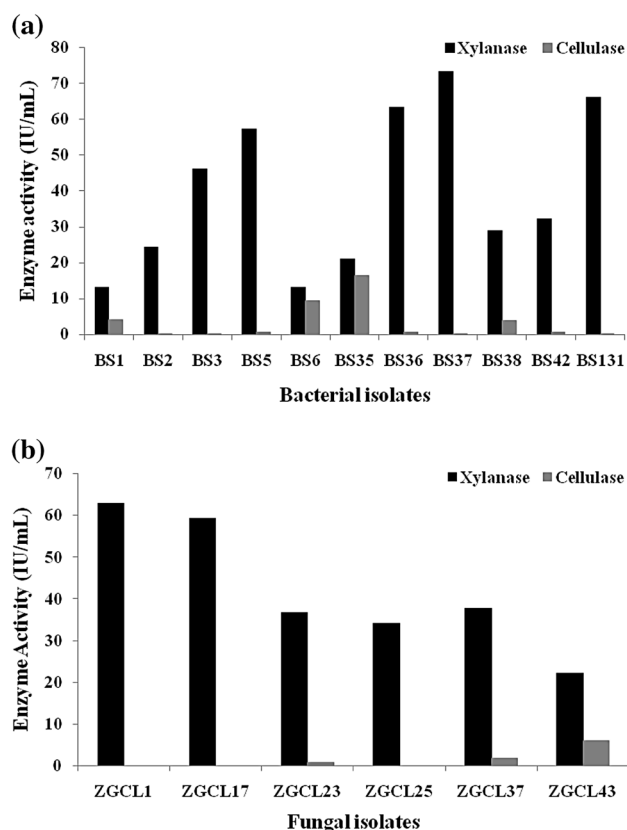 (a)
80
70
60
50
40
30
20
10
0
Enzyme activity (IU/mL)
Xylanase Cellulase
BS1 BS2 BS3 BS5 BS6 BS35 BS36 BS37 BS38 BS42 BS131
Bacterial isolates
(b)
70
60
50
40
30
20
10
0
Enzyme Activity (IU/mL)
Xylanase Cellulase
ZGCL1 ZGCL17 ZGCL23 ZGCL25 ZGCL37 ZGCL43
Fungal isolates